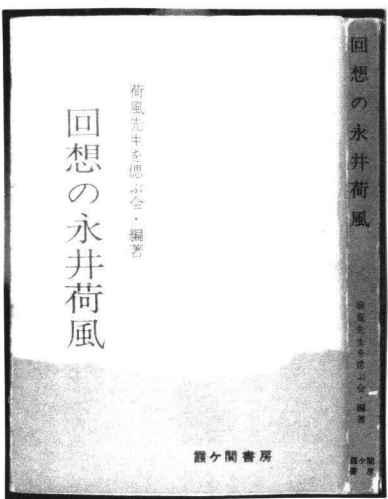 荷風先生を偲ぶ会・編著
回想の永井荷風
霞ケ関書房
回想の永井荷風
荷風先生を偲ぶ会 編著
霞ケ関
書房